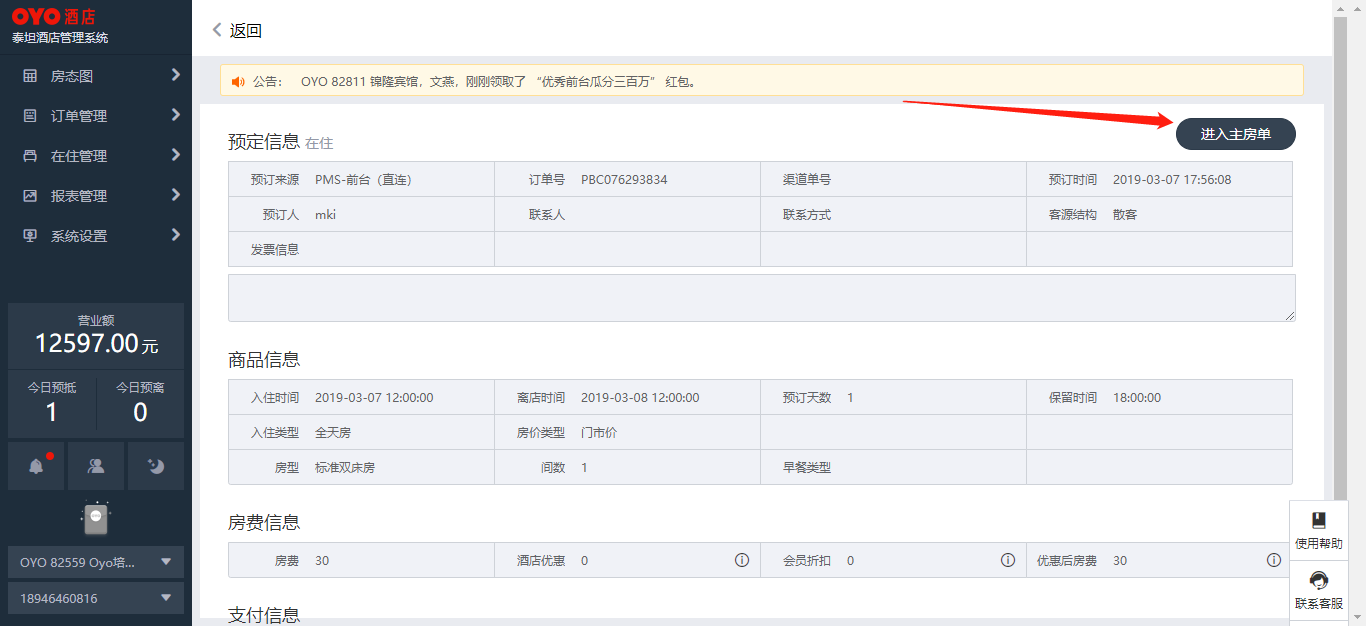 OYO 酒店
泰坦酒店管理系统
房态图
订单管理
在住管理
报表管理
系统设置
营业额
12597.00 元
今日预抵 今日预离
1 0
OYO 82559 Oyo培...
18946460816
返回
公告： OYO 82811 锦隆宾馆，文燕，刚刚领取了 “优秀前台瓜分三百万” 红包。
进入主房单
预定信息 在住
预订来源 PMS-前台（直连） 订单号 PBC076293834 渠道单号 预订时间 2019-03-07 17:56:08
预订人 mki 联系人 联系方式 客源结构 散客
发票信息
商品信息
入住时间 2019-03-07 12:00:00 离店时间 2019-03-08 12:00:00 预订天数 1 保留时间 18:00:00
入住类型 全天房 房价类型 门市价
房型 标准双床房 间数 1 早餐类型
房费信息
房费 30 酒店优惠 0 会员折扣 0 优惠后房费 30
支付信息
使用帮助
联系客服